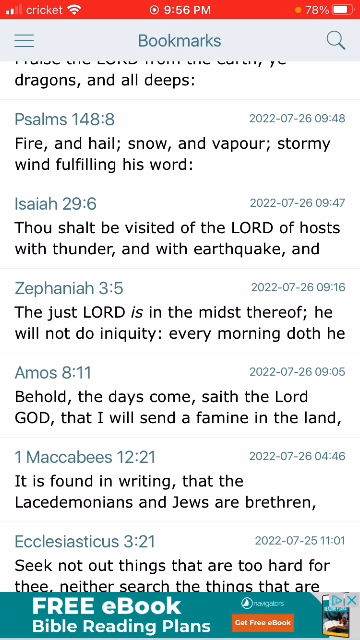 cricket 9:56 PM 78%
Bookmarks
Praise the LORD from the earth, ye
dragons, and all deeps:
Psalms 148:8 2022-07-26 09:48
Fire, and hail; snow, and vapour; stormy
wind fulfilling his word:
Isaiah 29:6 2022-07-26 09:47
Thou shalt be visited of the LORD of hosts
with thunder, and with earthquake, and
Zephaniah 3:5 2022-07-26 09:16
The just LORD is in the midst thereof; he
will not do iniquity: every morning doth he
Amos 8:11 2022-07-26 09:05
Behold, the days come, saith the Lord
GOD, that I will send a famine in the land,
1 Maccabees 12:21 2022-07-26 04:46
It is found in writing, that the
Lacedemonians and Jews are brethren,
Ecclesiasticus 3:21 2022-07-25 11:01
Seek not out things that are too hard for
thee, neither search the things that are
FREE eBook
Bible Reading Plans
navigators
Get Free eBook